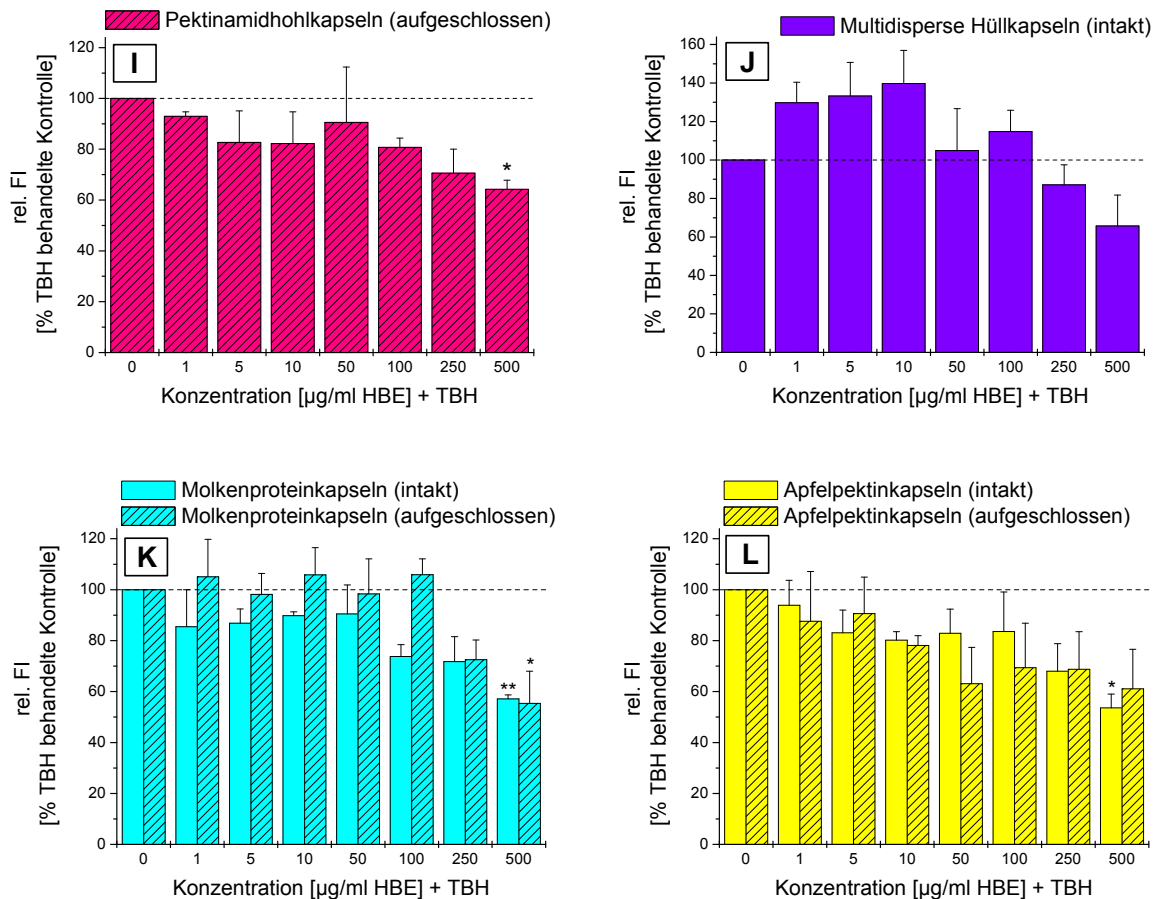 Pektinamidhohlkapseln (aufgeschlossen)
I
120
100
80
60
40
20
0
rel. FI
[% TBH behandelte Kontrolle]
*
0 1 5 10 50 100 250 500
Konzentration [µg/ml HBE] + TBH
Multidisperse Hüllkapseln (intakt)
J
160
140
120
100
80
60
40
20
0
rel. FI
[% TBH behandelte Kontrolle]
0 1 5 10 50 100 250 500
Konzentration [µg/ml HBE] + TBH
Molkenproteinkapseln (intakt)
Molkenproteinkapseln (aufgeschlossen)
K
120
100
80
60
40
20
0
rel. FI
[% TBH behandelte Kontrolle]
** *
0 1 5 10 50 100 250 500
Konzentration [µg/ml HBE] + TBH
Apfelpektinkapseln (intakt)
Apfelpektinkapseln (aufgeschlossen)
L
120
100
80
60
40
20
0
rel. FI
[% TBH behandelte Kontrolle]
*
0 1 5 10 50 100 250 500
Konzentration [µg/ml HBE] + TBH